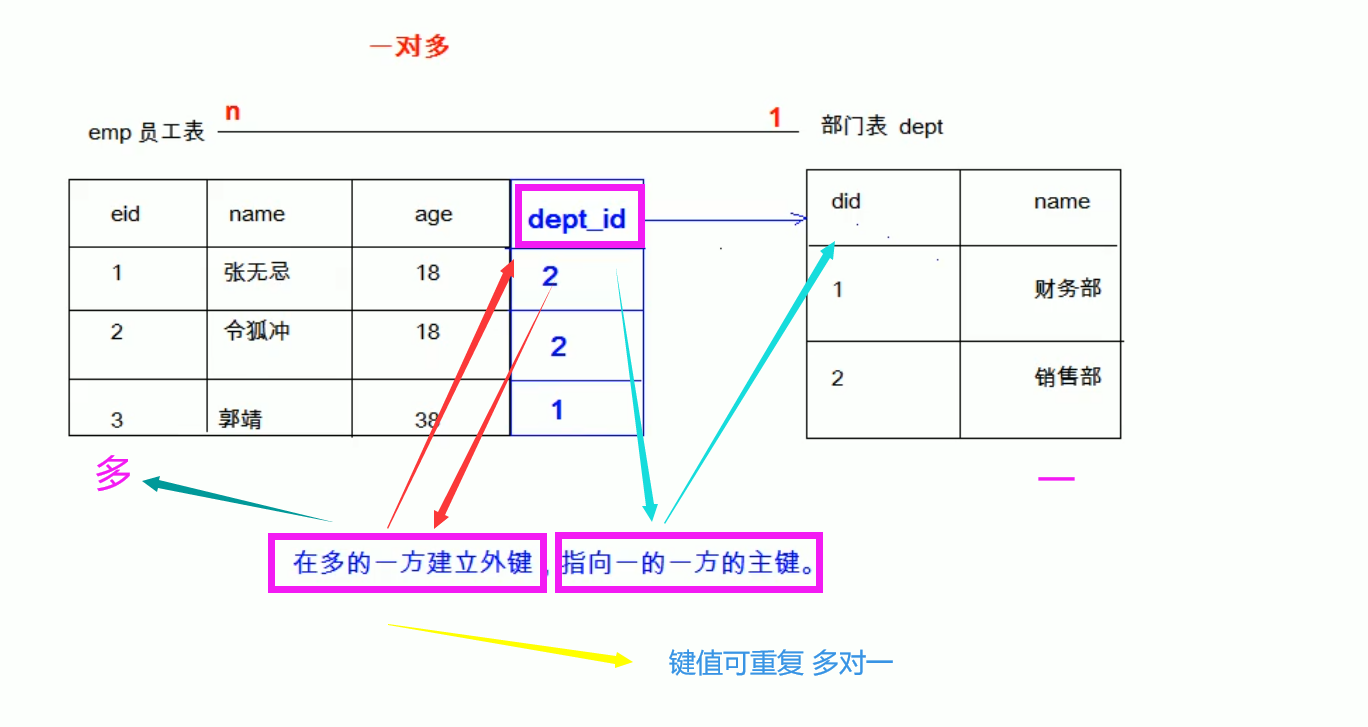 一对多
n
1
emp 员工表
部门表 dept
eid name age dept_id
1 张无忌 18 2
2 令狐冲 18 2
3 郭靖 38 1
did name
1 财务部
2 销售部
多
一
在多的一方建立外键，指向一的一方的主键。
键值可重复 多对一